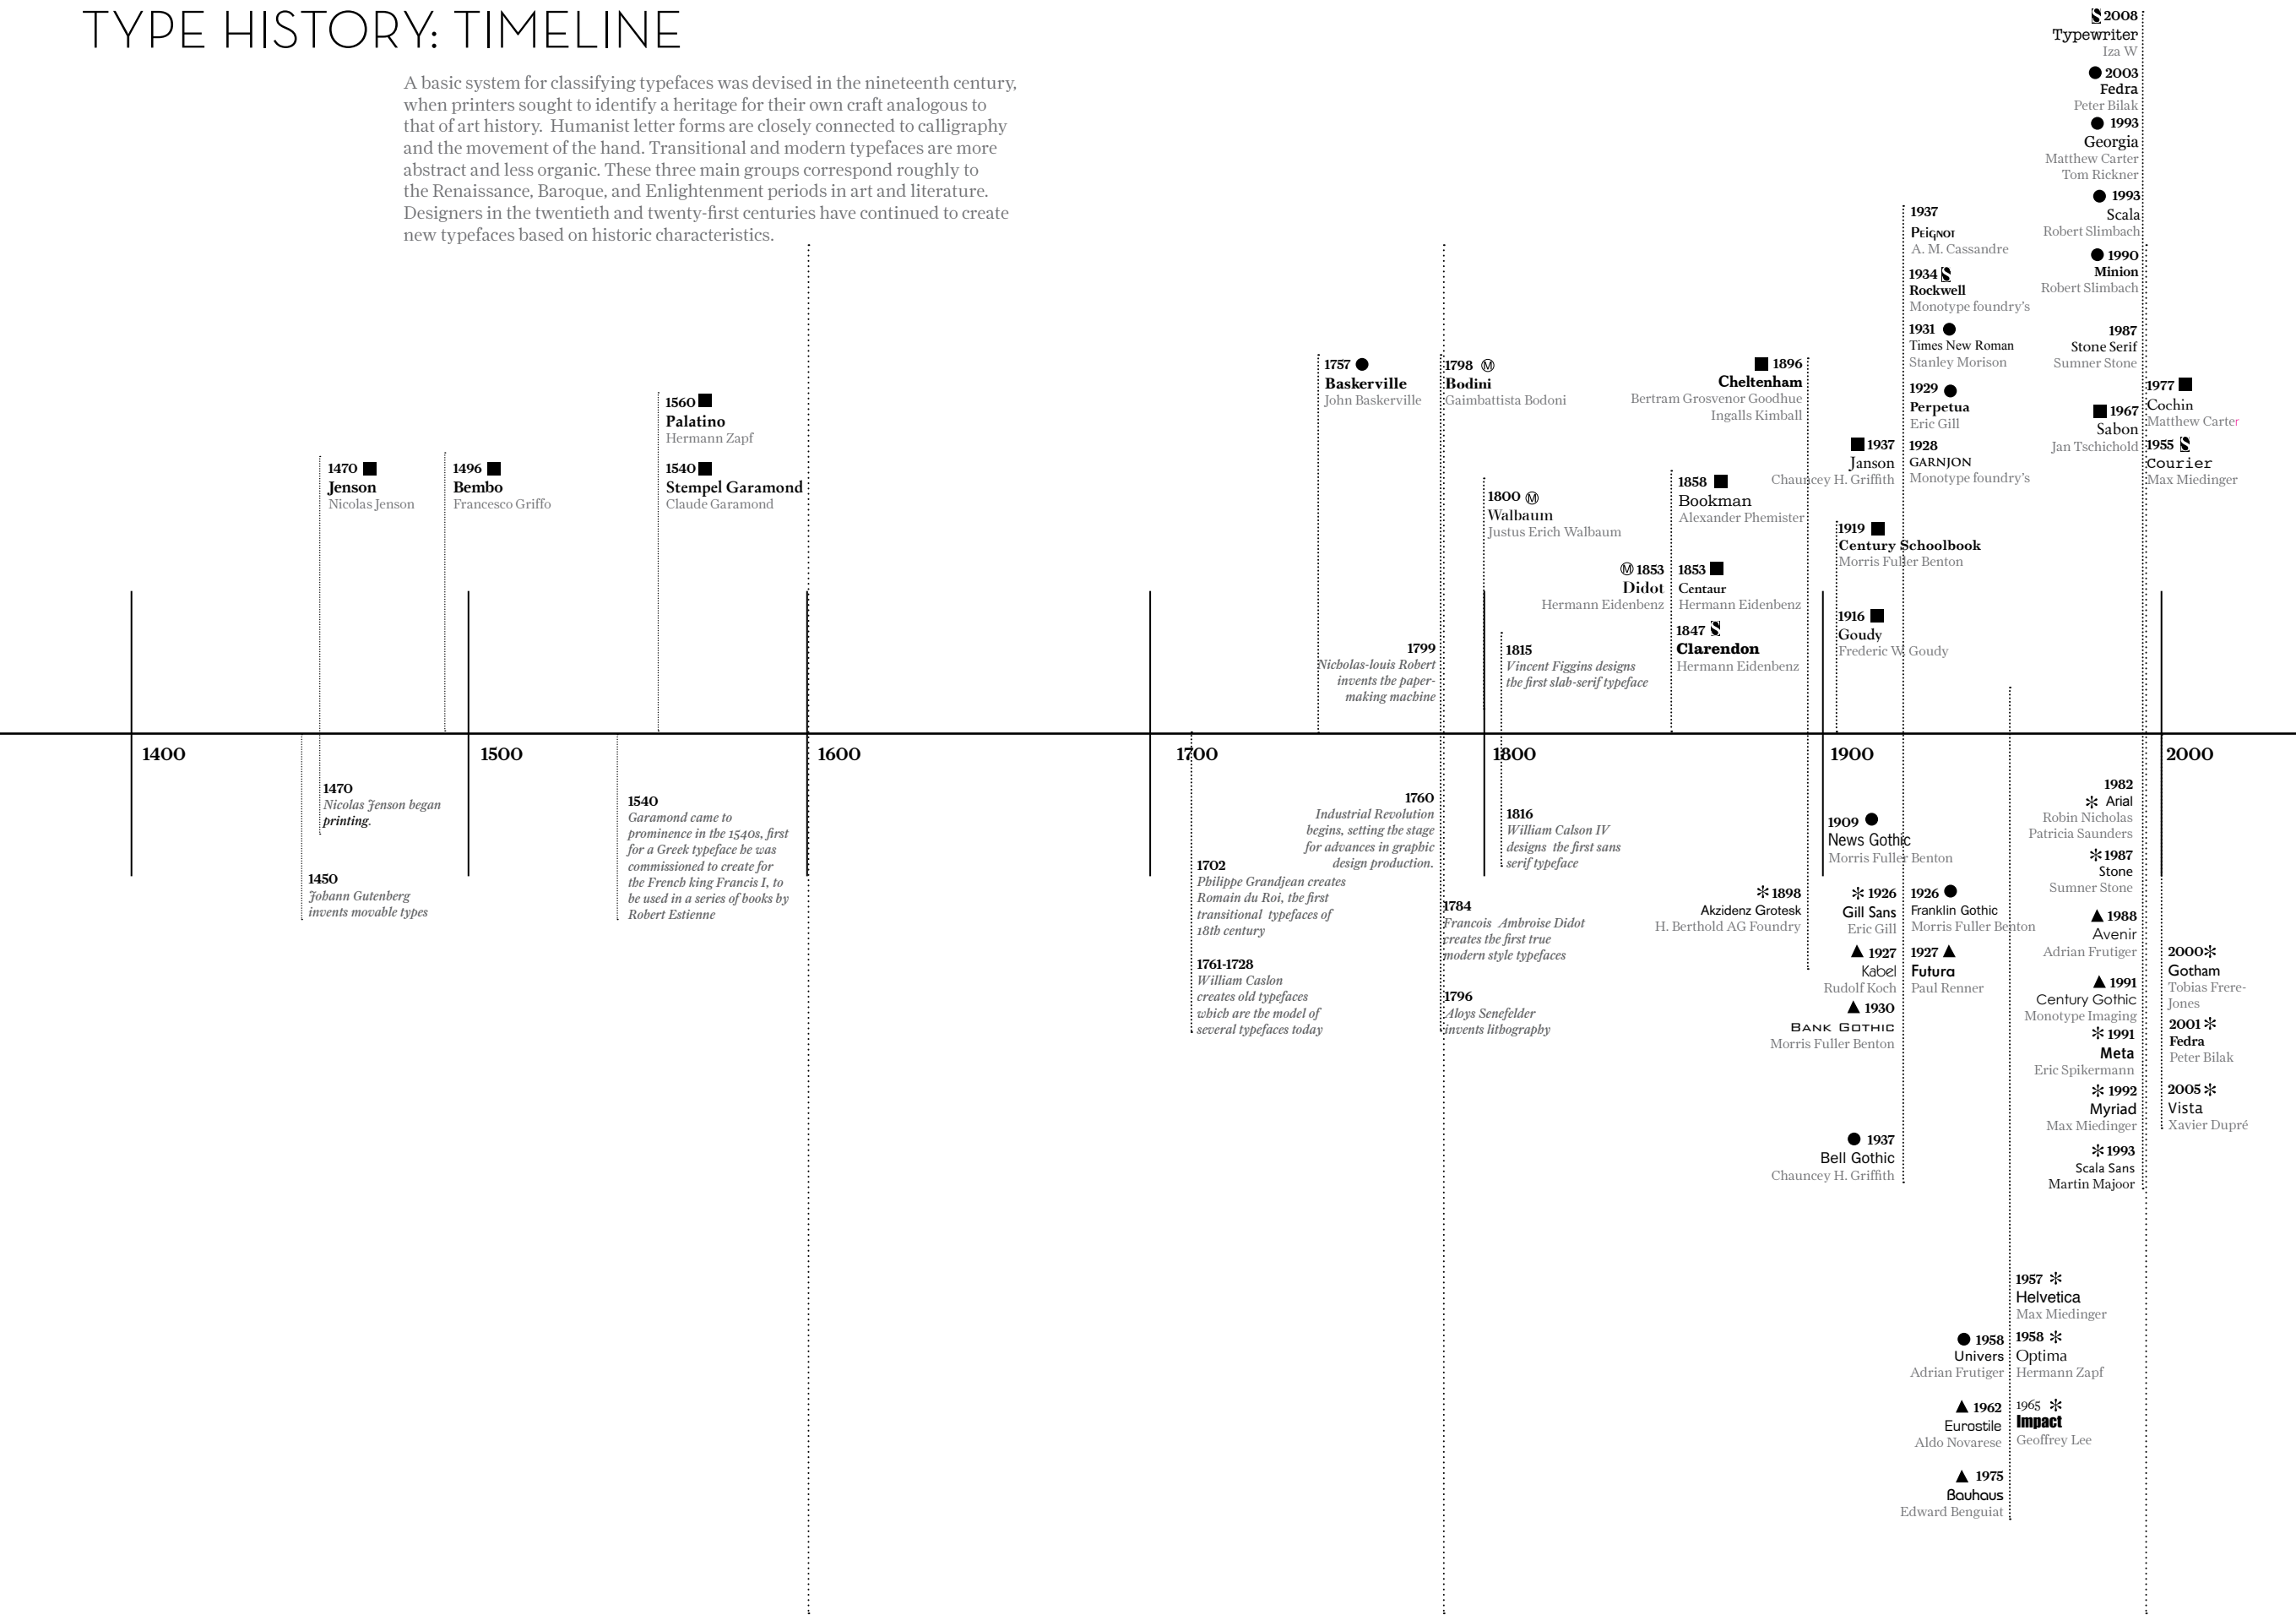 TYPE HISTORY: TIMELINE
A basic system for classifying typefaces was devised in the nineteenth century,
when printers sought to identify a heritage for their own craft analogous to
that of art history. Humanist letter forms are closely connected to calligraphy
and the movement of the hand. Transitional and modern typefaces are more
abstract and less organic. These three main groups correspond roughly to
the Renaissance, Baroque, and Enlightenment periods in art and literature.
Designers in the twentieth and twenty-first centuries have continued to create
new typefaces based on historic characteristics.
1470
Jenson
Nicolas Jenson
1496
Bembo
Francesco Griffo
1560
Palatino
Hermann Zapf
1540
Stempel Garamond
Claude Garamond
1757
Baskerville
John Baskerville
1798 Ⓜ
Bodini
Gaimbattista Bodoni
1800 Ⓜ
Walbaum
Justus Erich Walbaum
1799
Nicholas-louis Robert
invents the paper-
making machine
1815
Vincent Figgins designs
the first slab-serif typeface
Ⓜ 1853
Didot
Hermann Eidenbenz
1858
Bookman
Alexander Phemister
1853
Centaur
Hermann Eidenbenz
1847 S
Clarendon
Hermann Eidenbenz
1896
Cheltenham
Bertram Grosvenor Goodhue
Ingalls Kimball
1937
Janson
Chauncey H. Griffith
1919
Century Schoolbook
Morris Fuller Benton
1916
Goudy
Frederic W. Goudy
1937
Peignot
A. M. Cassandre
1934 S
Rockwell
Monotype foundry's
1931
Times New Roman
Stanley Morison
1929
Perpetua
Eric Gill
1928
GARNJON
Monotype foundry's
S 2008
Typewriter
Iza W
2003
Fedra
Peter Bilak
1993
Georgia
Matthew Carter
Tom Rickner
1993
Scala
Robert Slimbach
1990
Minion
Robert Slimbach
1987
Stone Serif
Sumner Stone
1967
Sabon
Jan Tschichold
1977
Cochin
Matthew Carter
1955 S
Courier
Max Miedinger
1400
1500
1600
1700
1800
1900
2000
1470
Nicolas Jenson began
printing.
1450
Johann Gutenberg
invents movable types
1540
Garamond came to
prominence in the 1540s, first
for a Greek typeface he was
commissioned to create for
the French king Francis I, to
be used in a series of books by
Robert Estienne
1702
Philippe Grandjean creates
Romain du Roi, the first
transitional typefaces of
18th century
1761-1728
William Caslon
creates old typefaces
which are the model of
several typefaces today
1760
Industrial Revolution
begins, setting the stage
for advances in graphic
design production.
1784
Francois Ambroise Didot
creates the first true
modern style typefaces
1796
Aloys Senefelder
invents lithography
1816
William Calson IV
designs the first sans
serif typeface
1898
Akzidenz Grotesk
H. Berthold AG Foundry
1909
News Gothic
Morris Fuller Benton
1926
Gill Sans
Eric Gill
1926
Franklin Gothic
Morris Fuller Benton
1927
Kabel
Rudolf Koch
1927
Futura
Paul Renner
1930
BANK GOTHIC
Morris Fuller Benton
1937
Bell Gothic
Chauncey H. Griffith
1982
Arial
Robin Nicholas
Patricia Saunders
1987
Stone
Sumner Stone
1988
Avenir
Adrian Frutiger
1991
Century Gothic
Monotype Imaging
1991
Meta
Eric Spikermann
1992
Myriad
Max Miedinger
1993
Scala Sans
Martin Majoor
2000
Gotham
Tobias Frere-
Jones
2001
Fedra
Peter Bilak
2005
Vista
Xavier Dupré
1957
Helvetica
Max Miedinger
1958
Univers
Adrian Frutiger
1958
Optima
Hermann Zapf
1962
Eurostile
Aldo Novarese
1965
Impact
Geoffrey Lee
1975
Bauhaus
Edward Benguiat